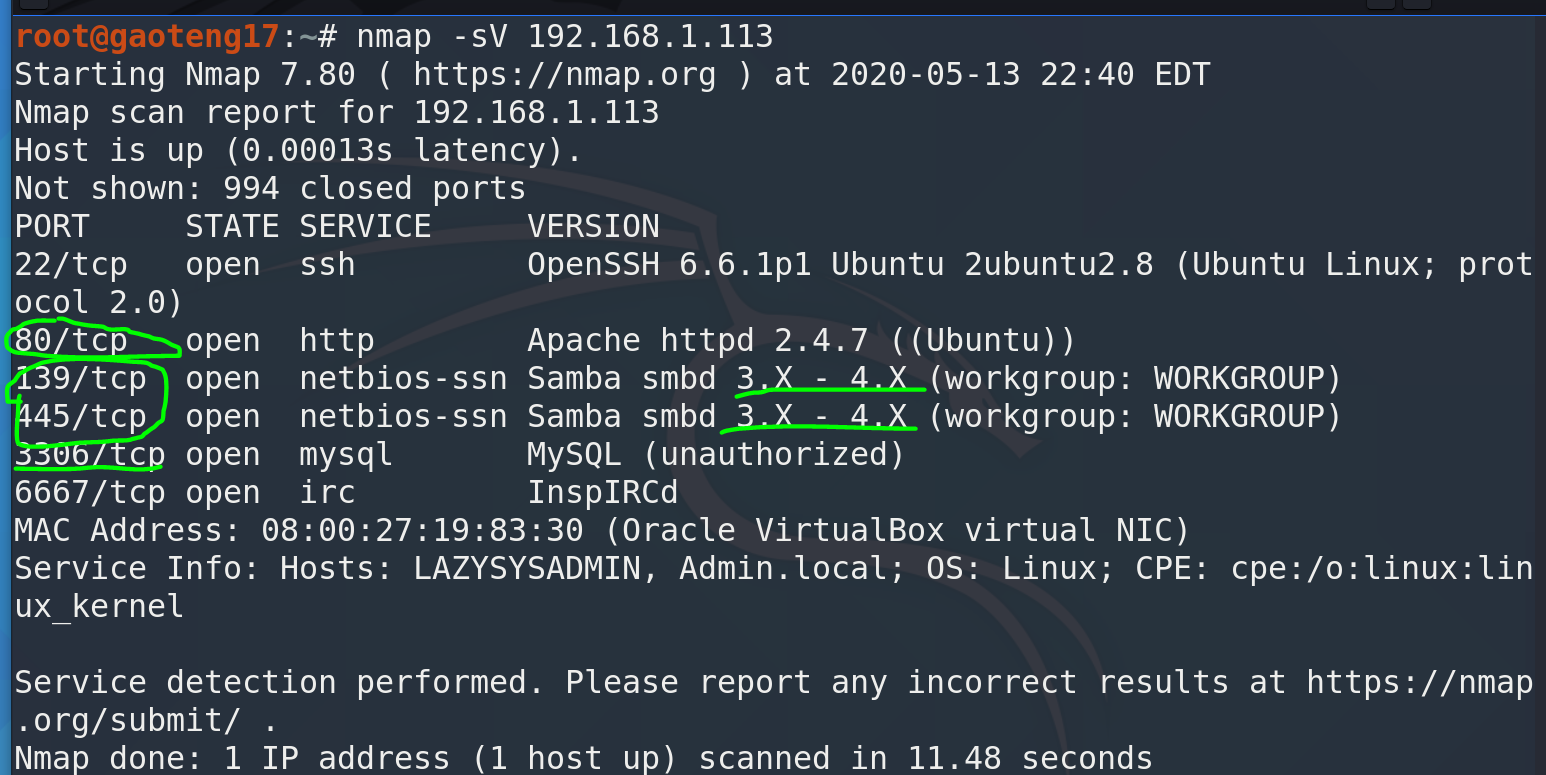 root@gaoteng17:~# nmap -sV 192.168.1.113
Starting Nmap 7.80 ( https://nmap.org ) at 2020-05-13 22:40 EDT
Nmap scan report for 192.168.1.113
Host is up (0.00013s latency).
Not shown: 994 closed ports
PORT     STATE SERVICE     VERSION
22/tcp   open  ssh         OpenSSH 6.6.1p1 Ubuntu 2ubuntu2.8 (Ubuntu Linux; prot
ocol 2.0)
80/tcp   open  http        Apache httpd 2.4.7 ((Ubuntu))
139/tcp  open  netbios-ssn Samba smbd 3.X - 4.X (workgroup: WORKGROUP)
445/tcp  open  netbios-ssn Samba smbd 3.X - 4.X (workgroup: WORKGROUP)
3306/tcp open  mysql       MySQL (unauthorized)
6667/tcp open  irc         InspIRCd
MAC Address: 08:00:27:19:83:30 (Oracle VirtualBox virtual NIC)
Service Info: Hosts: LAZYSYSADMIN, Admin.local; OS: Linux; CPE: cpe:/o:linux:lin
ux_kernel
Service detection performed. Please report any incorrect results at https://nmap
.org/submit/ .
Nmap done: 1 IP address (1 host up) scanned in 11.48 seconds